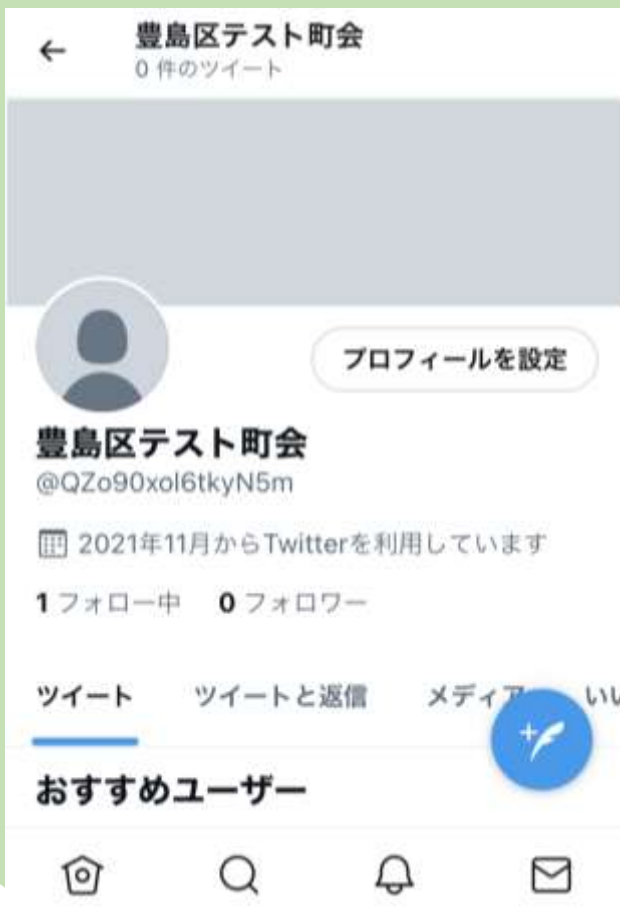 豊島区テスト町会
0 件のツイート
プロフィールを設定
豊島区テスト町会
@QZo90xol6tkyN5m
2021年11月からTwitterを利用しています
1 フォロー中 0 フォロワー
ツイート ツイートと返信 メディア いい
おすすめユーザー